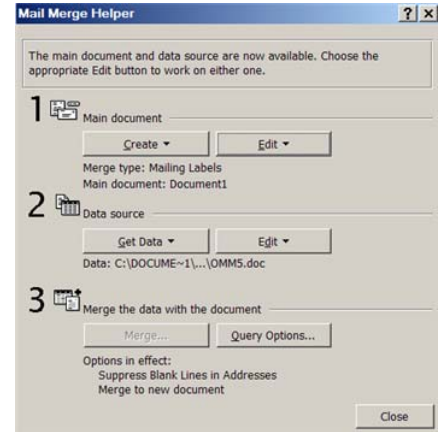 Mail Merge Helper
The main document and data source are now available. Choose the
appropriate Edit button to work on either one.
1
Main document
Create Edit
Merge type: Mailing Labels
Main document: Document1
2
Data source
Get Data Edit
Data: C:\DOCUME~1\...\OMM5.doc
3
Merge the data with the document
Merge... Query Options...
Options in effect:
Suppress Blank Lines in Addresses
Merge to new document
Close